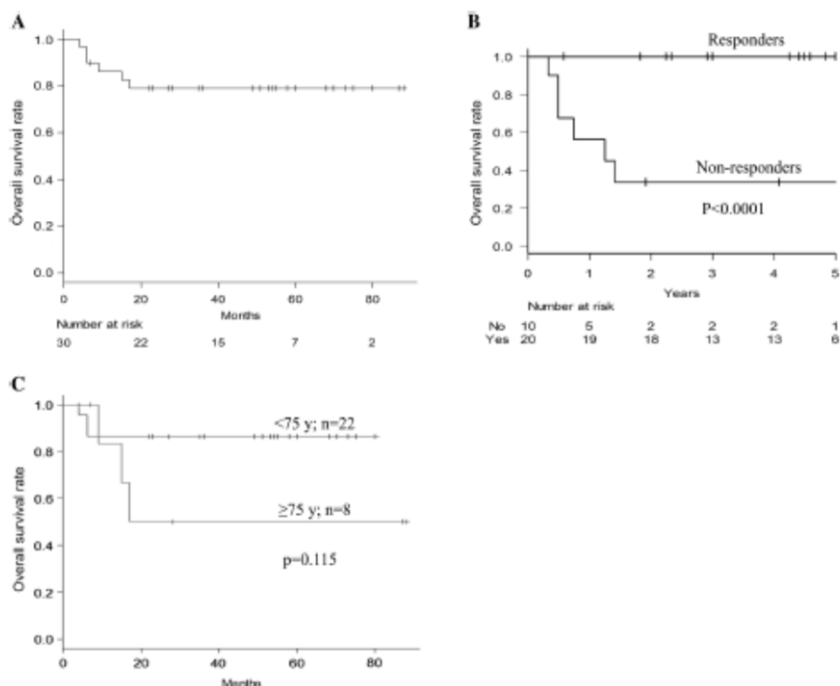 A
Overall survival rate
1.0
0.8
0.6
0.4
0.2
0.0
0 20 40 60 80
Months
Number at risk
30 22 15 7 2
B
Overall survival rate
1.0
0.8
0.6
0.4
0.2
0.0
Responders
Non-responders
P<0.0001
0 1 2 3 4 5
Years
Number at risk
No 10 5 2 2 2 1
Yes 20 19 18 13 13 6
C
Overall survival rate
1.0
0.8
0.6
0.4
0.2
0.0
<75 y; n=22
≥75 y; n=8
p=0.115
0 20 40 60 80
Months